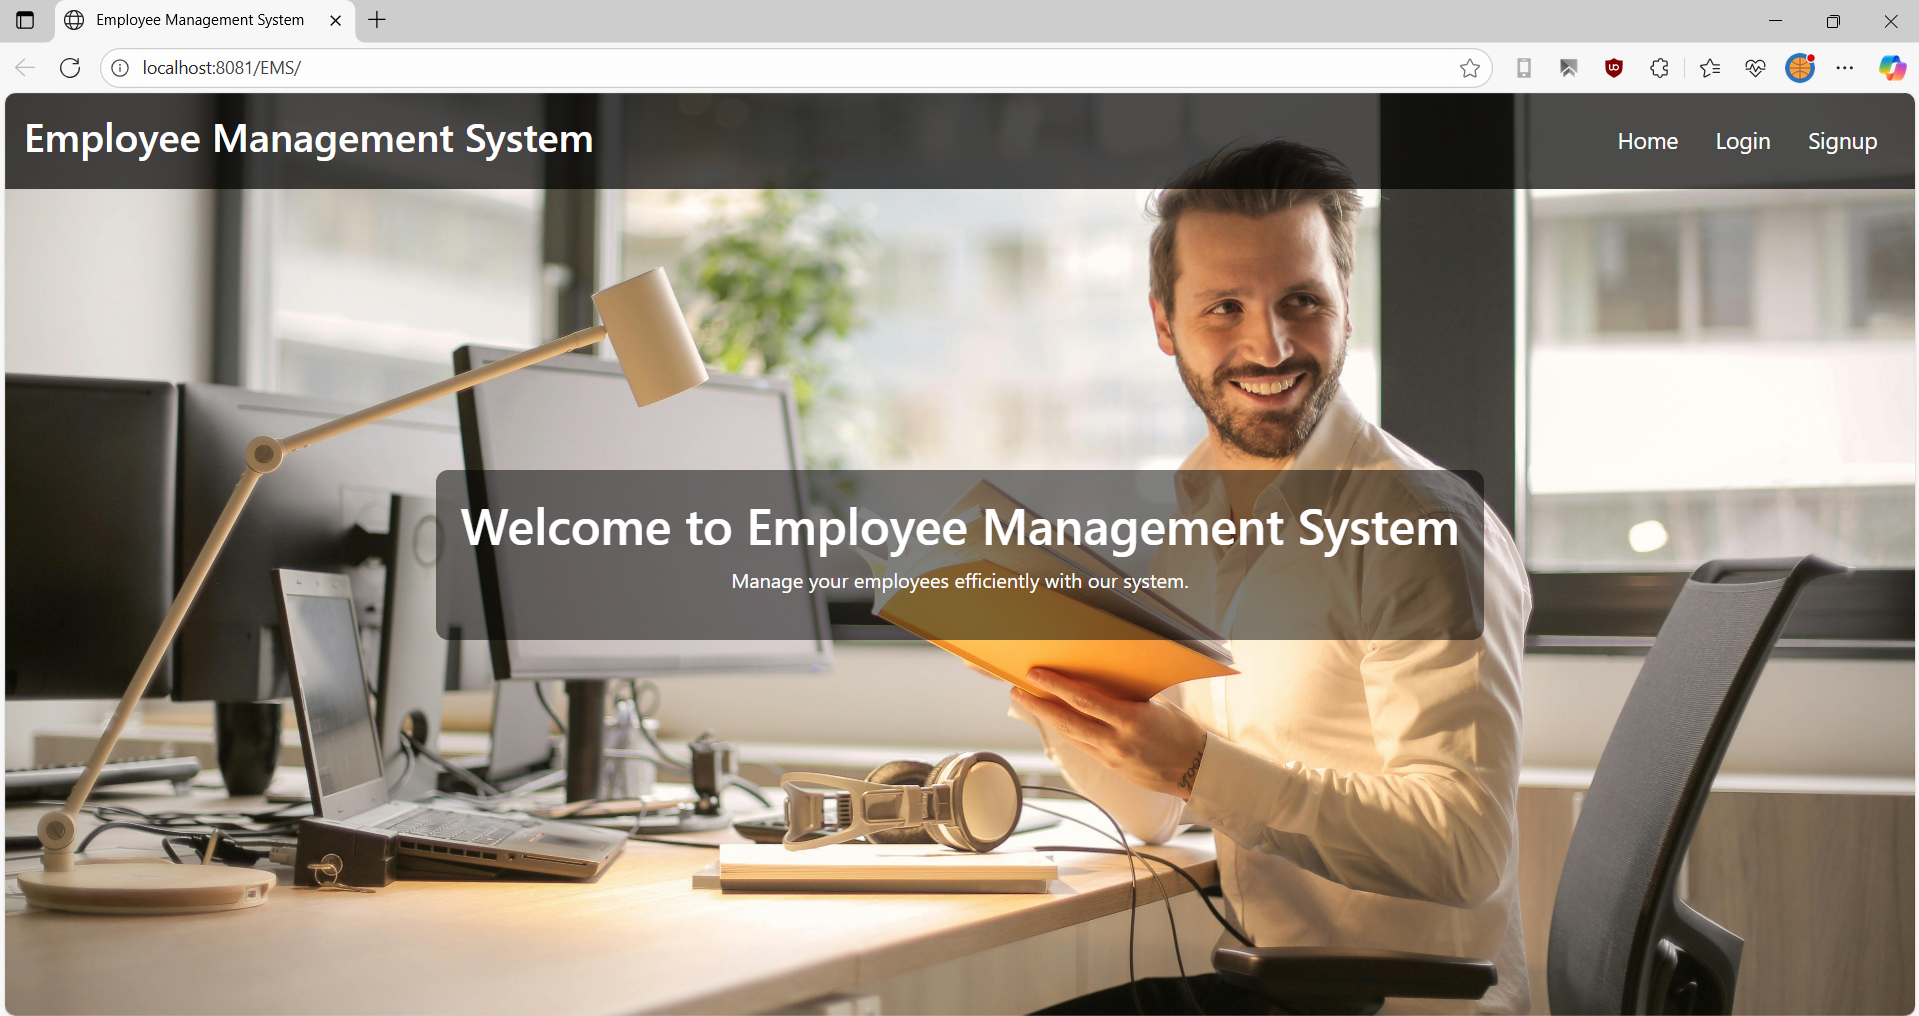 Employee Management System
localhost:8081/EMS/
Employee Management System
Home Login Signup
Welcome to Employee Management System
Manage your employees efficiently with our system.